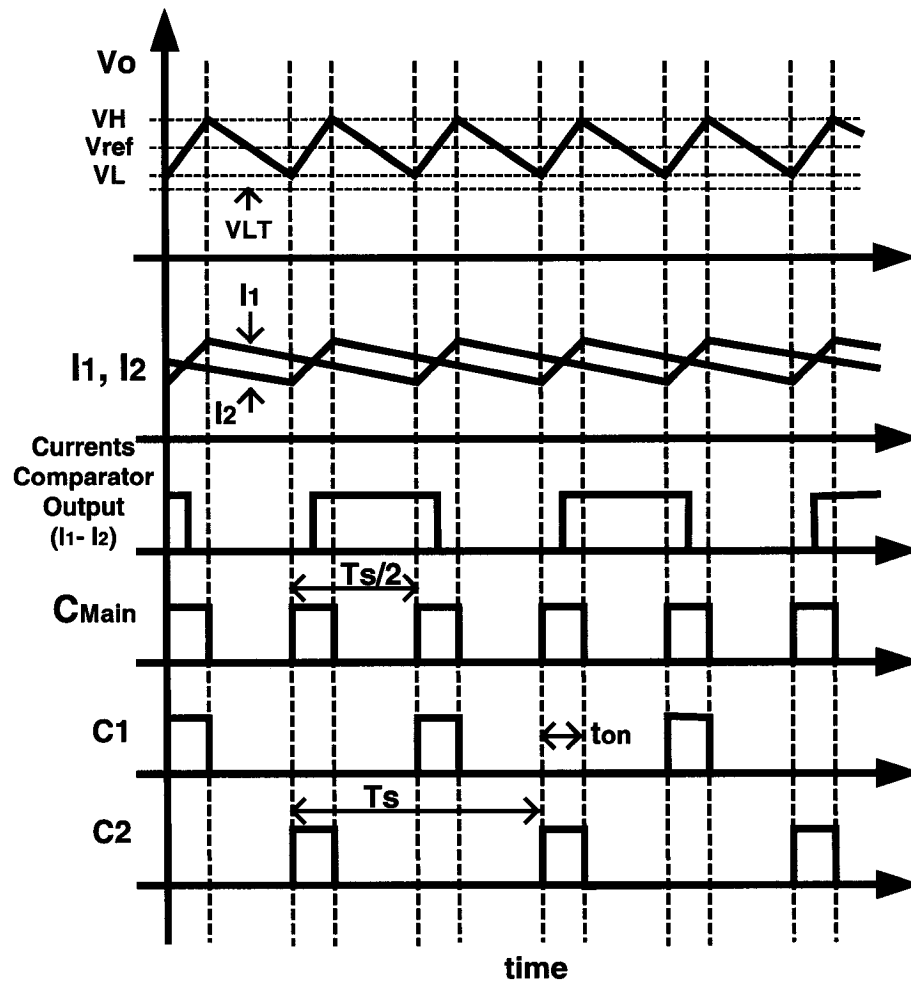 Vo
VH
Vref
VL
VLT
I1
I1, I2
I2
Currents
Comparator
Output
(I1- I2)
Ts/2
CMain
C1
ton
Ts
C2
time